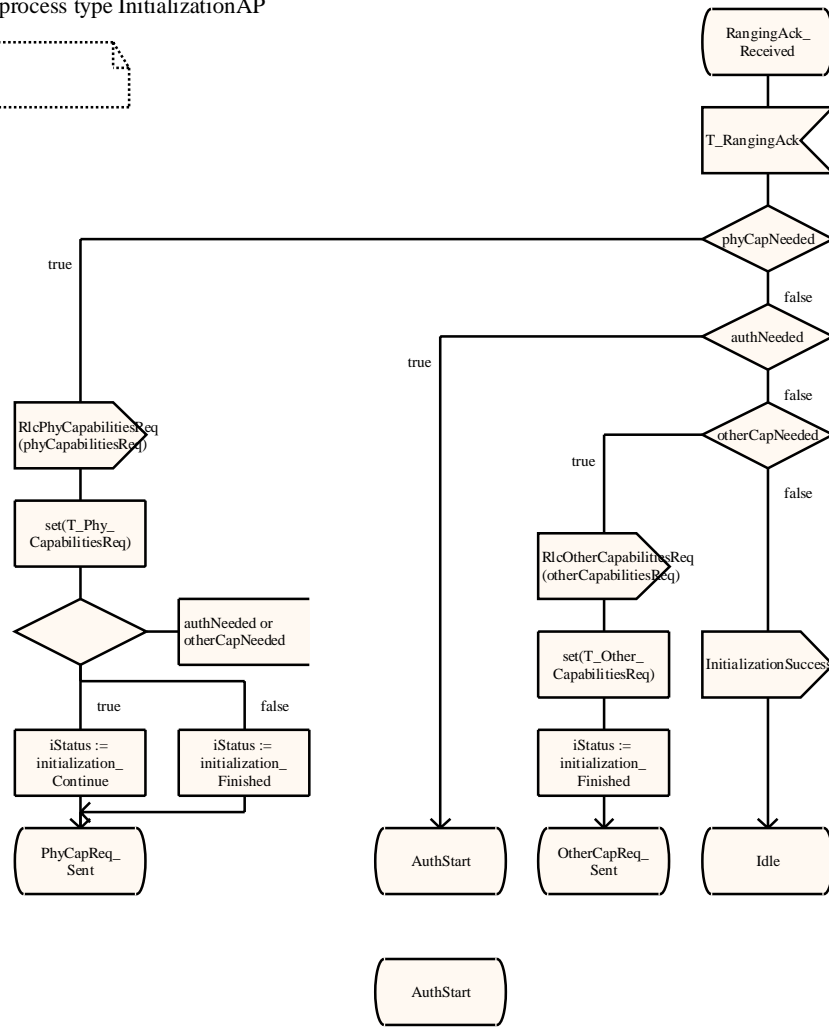 process type InitializationAP
RangingAck_
Received
T_RangingAck
phyCapNeeded
true
false
authNeeded
true
false
otherCapNeeded
true
false
RlcPhyCapabilitiesReq
(phyCapabilitiesReq)
set(T_Phy_
CapabilitiesReq)
authNeeded or
otherCapNeeded
true
false
iStatus :=
initialization_
Continue
iStatus :=
initialization_
Finished
PhyCapReq_
Sent
RlcOtherCapabilitiesReq
(otherCapabilitiesReq)
set(T_Other_
CapabilitiesReq)
iStatus :=
initialization_
Finished
InitializationSuccess
AuthStart
OtherCapReq_
Sent
Idle
AuthStart